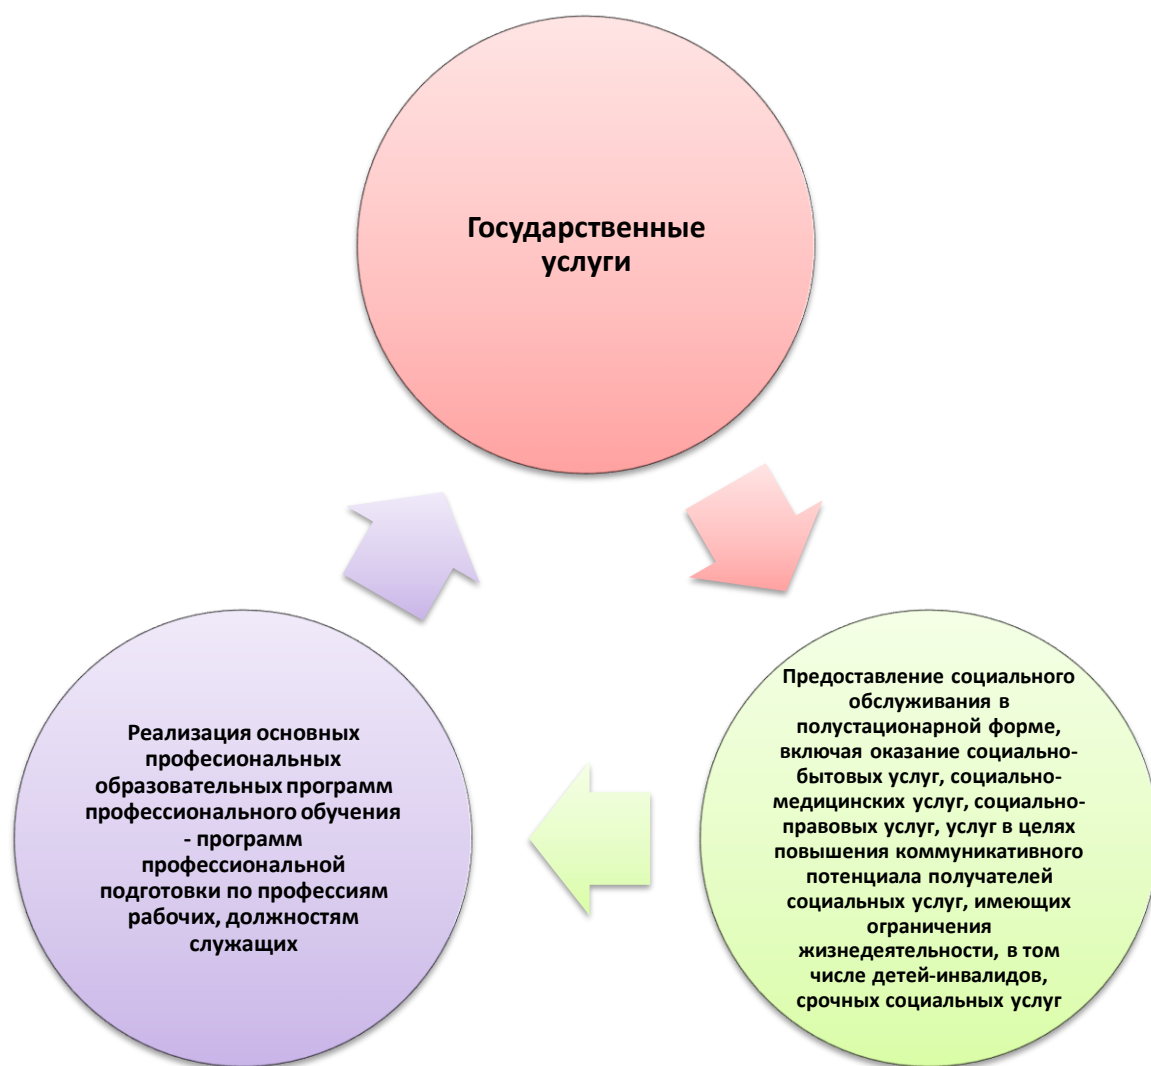 Государственные
услуги
Предоставление социального
обслуживания в
полустационарной форме,
включая оказание социально-
бытовых услуг, социально-
медицинских услуг, социально-
правовых услуг, услуг в целях
повышения коммуникативного
потенциала получателей
социальных услуг, имеющих
ограничения
жизнедеятельности, в том
числе детей-инвалидов,
срочных социальных услуг
Реализация основных
професиональных
образовательных программ
профессионального обучения
- программ
профессиональной
подготовки по профессиям
рабочих, должностям
служащих